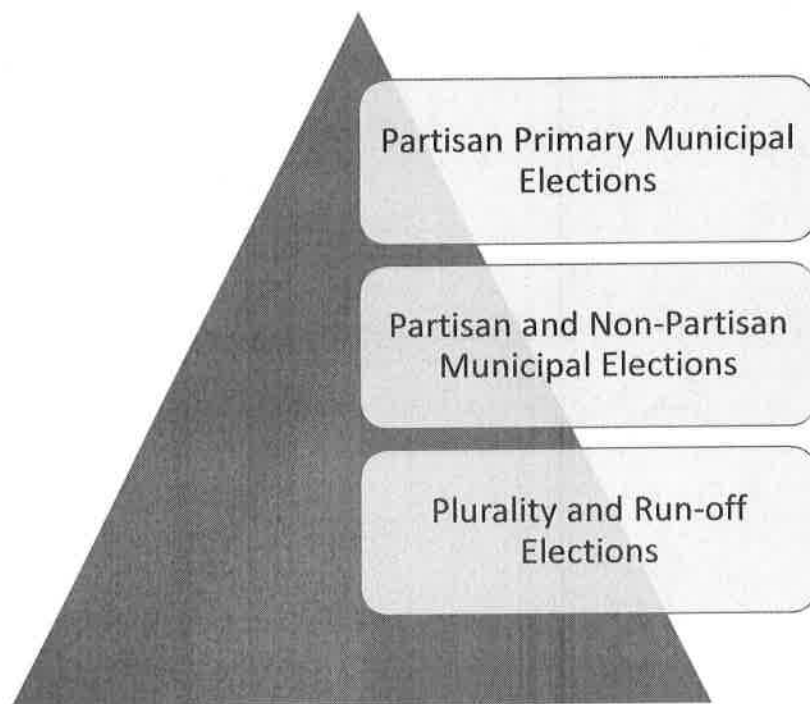 Partisan Primary Municipal
Elections
Partisan and Non-Partisan
Municipal Elections
Plurality and Run-off
Elections